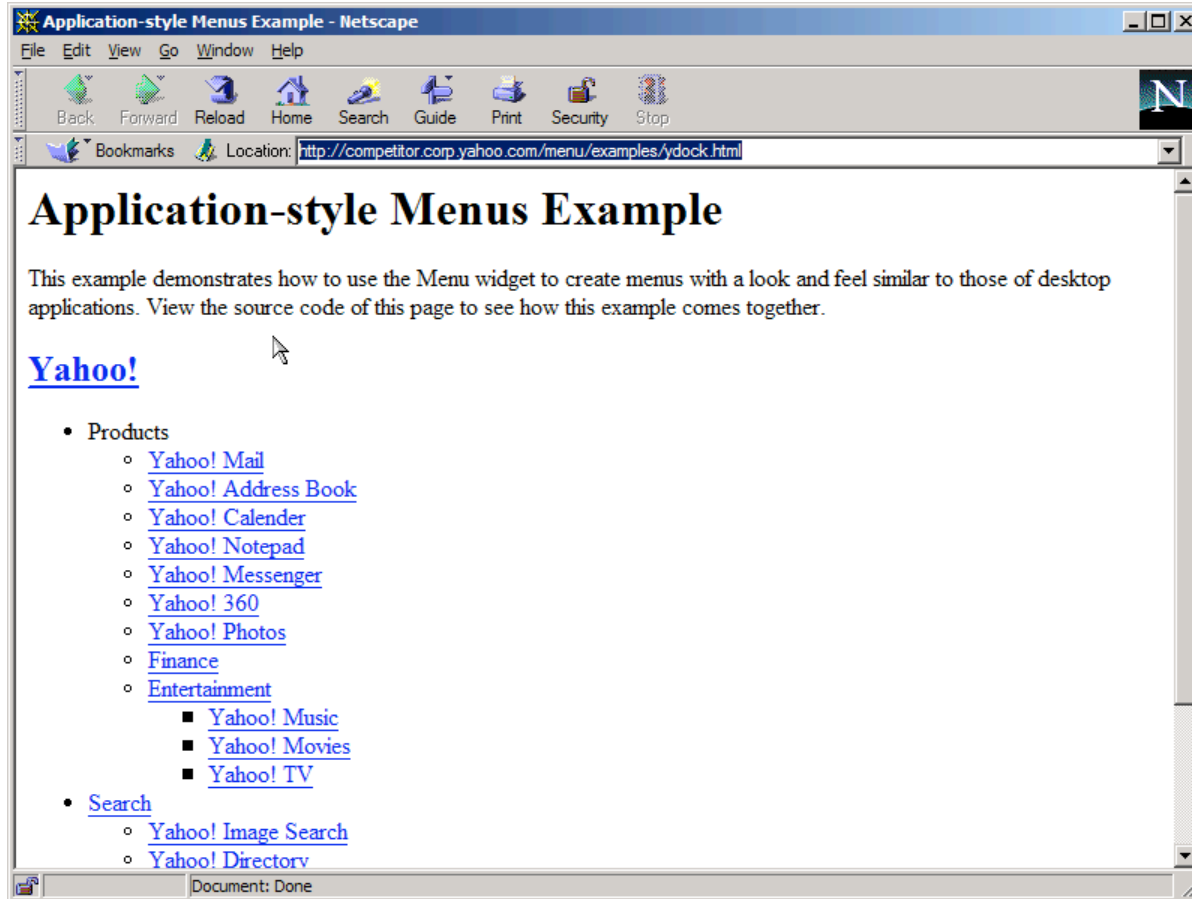 Application-style Menus Example - Netscape
File Edit View Go Window Help
Back Forward Reload Home Search Guide Print Security Stop
N
Bookmarks Location: http://competitor.corp.yahoo.com/menu/examples/ydock.html
Application-style Menus Example
This example demonstrates how to use the Menu widget to create menus with a look and feel similar to those of desktop
applications. View the source code of this page to see how this example comes together.
Yahoo!
Products
Yahoo! Mail
Yahoo! Address Book
Yahoo! Calender
Yahoo! Notepad
Yahoo! Messenger
Yahoo! 360
Yahoo! Photos
Finance
Entertainment
Yahoo! Music
Yahoo! Movies
Yahoo! TV
Search
Yahoo! Image Search
Yahoo! Directory
Document: Done